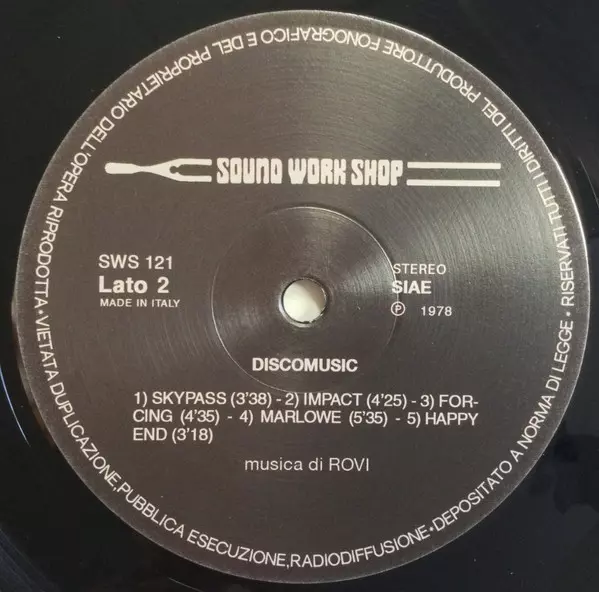 SOUND WORK SHOP
SWS 121
Lato 2
MADE IN ITALY
STEREO
SIAE
Ⓟ 1978
DISCOMUSIC
1) SKYPASS (3'38) - 2) IMPACT (4'25) - 3) FOR-
CING (4'35) - 4) MARLOWE (5'35) - 5) HAPPY
END (3'18)
musica di ROVI
RISERVATI TUTTI I DIRITTI DEL PRODUTTORE FONOGRAFICO E DEL PROPRIETARIO DELL'OPERA RIPRODOTTA•VIETATA DUPLICAZIONE,PUBBLICA ESECUZIONE,RADIODIFFUSIONE•DEPOSITATO A NORMA DI LEGGE •